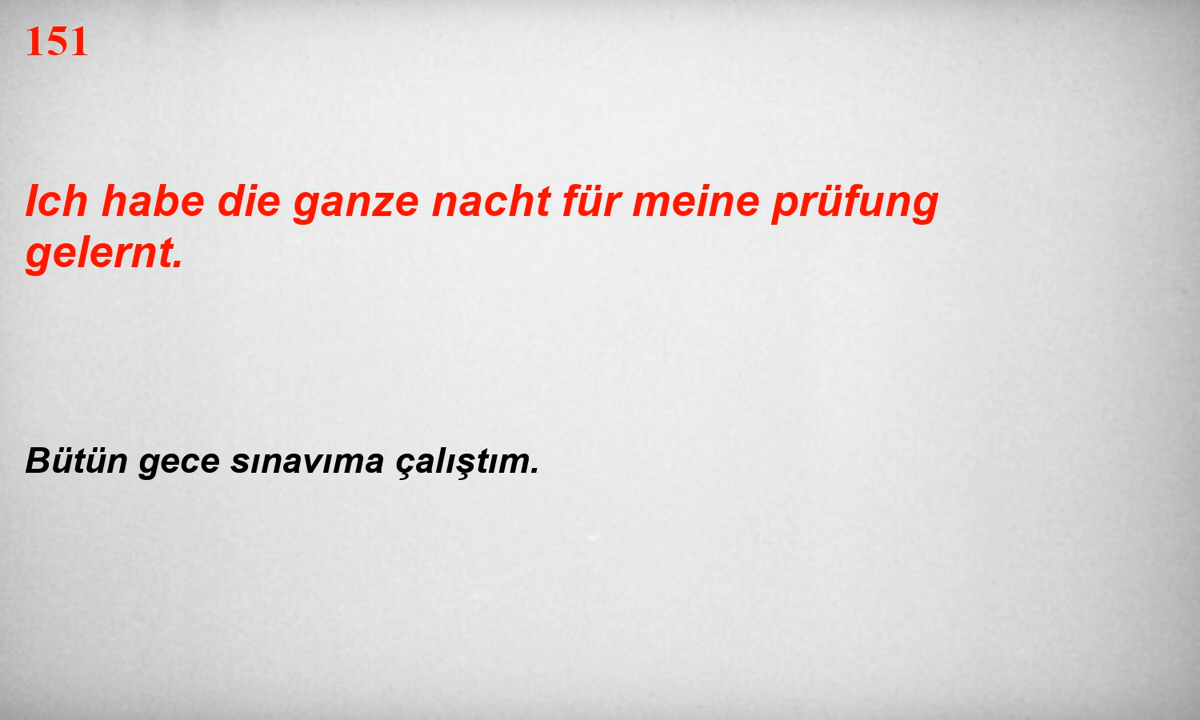 151
Ich habe die ganze nacht für meine prüfung
gelernt.
Bütün gece sınavıma çalıştım.